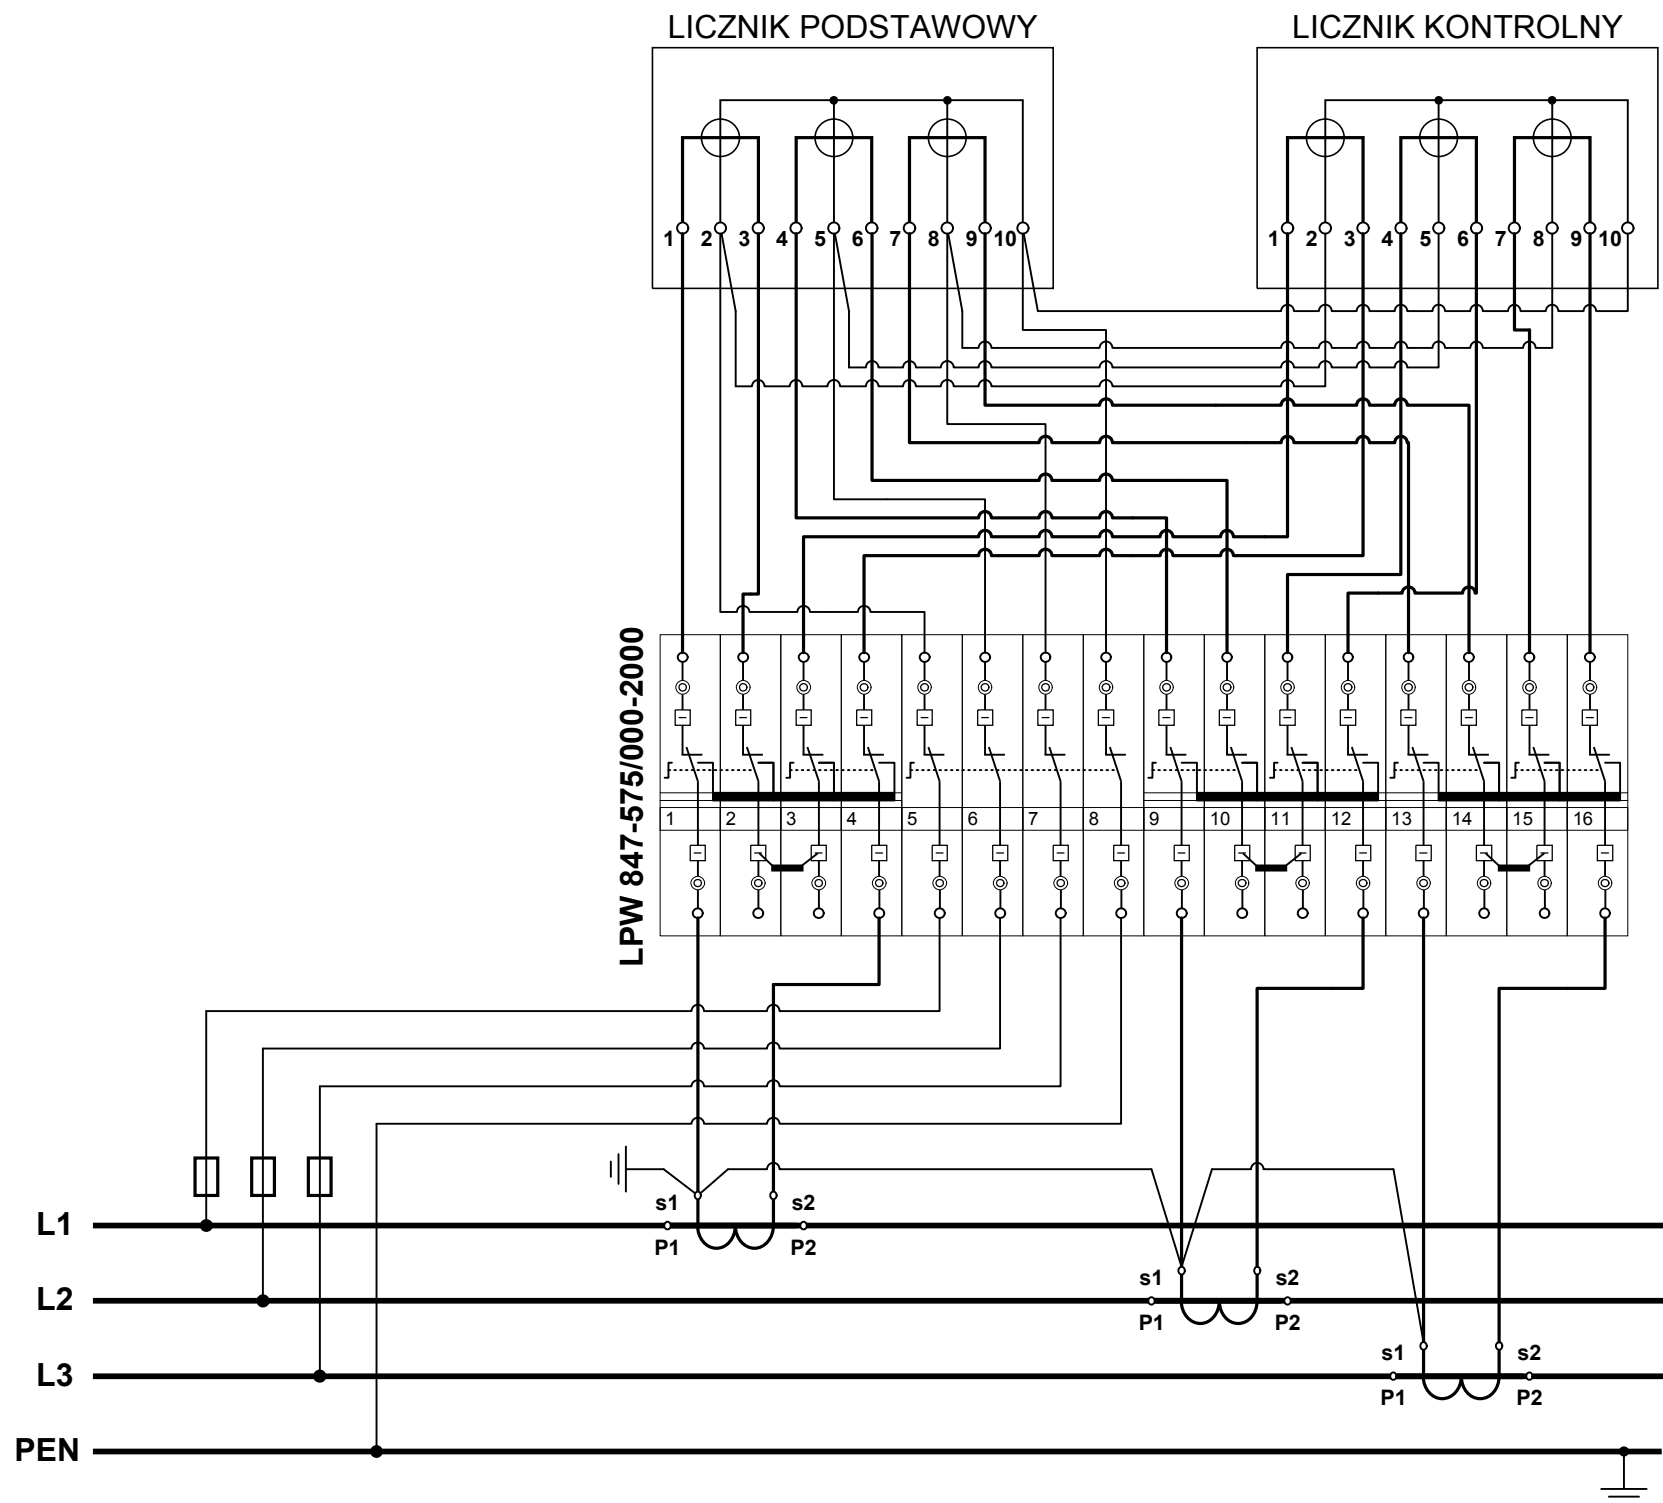 LICZNIK PODSTAWOWY LICZNIK KONTROLNY
1 2 3 4 5 6 7 8 9 10 1 2 3 4 5 6 7 8 9 10
LPW 847-575/000-2000
1 2 3 4 5 6 7 8 9 10 11 12 13 14 15 16
s1 s2
L1
P1 P2
s1 s2
L2
P1 P2
s1 s2
L3
P1 P2
PEN